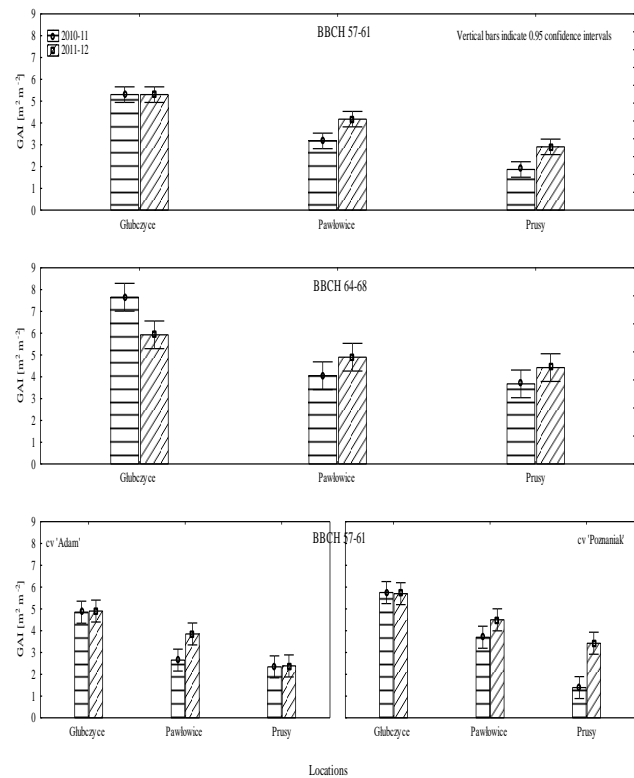 BBCH 57-61
2010-11
2011-12
Vertical bars indicate 0.95 confidence intervals
GAI [m² m⁻²]
9
8
7
6
5
4
3
2
1
0
Głubczyce Pawłowice Prusy
BBCH 64-68
GAI [m² m⁻²]
9
8
7
6
5
4
3
2
1
0
Głubczyce Pawłowice Prusy
BBCH 57-61
cv 'Adam' cv 'Poznaniak'
GAI [m² m⁻²]
9
8
7
6
5
4
3
2
1
0
Głubczyce Pawłowice Prusy Głubczyce Pawłowice Prusy
Locations